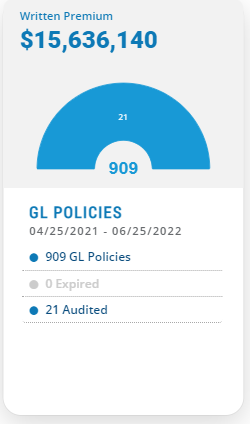 Written Premium
$15,636,140
21
909
GL POLICIES
04/25/2021 - 06/25/2022
909 GL Policies
0 Expired
21 Audited